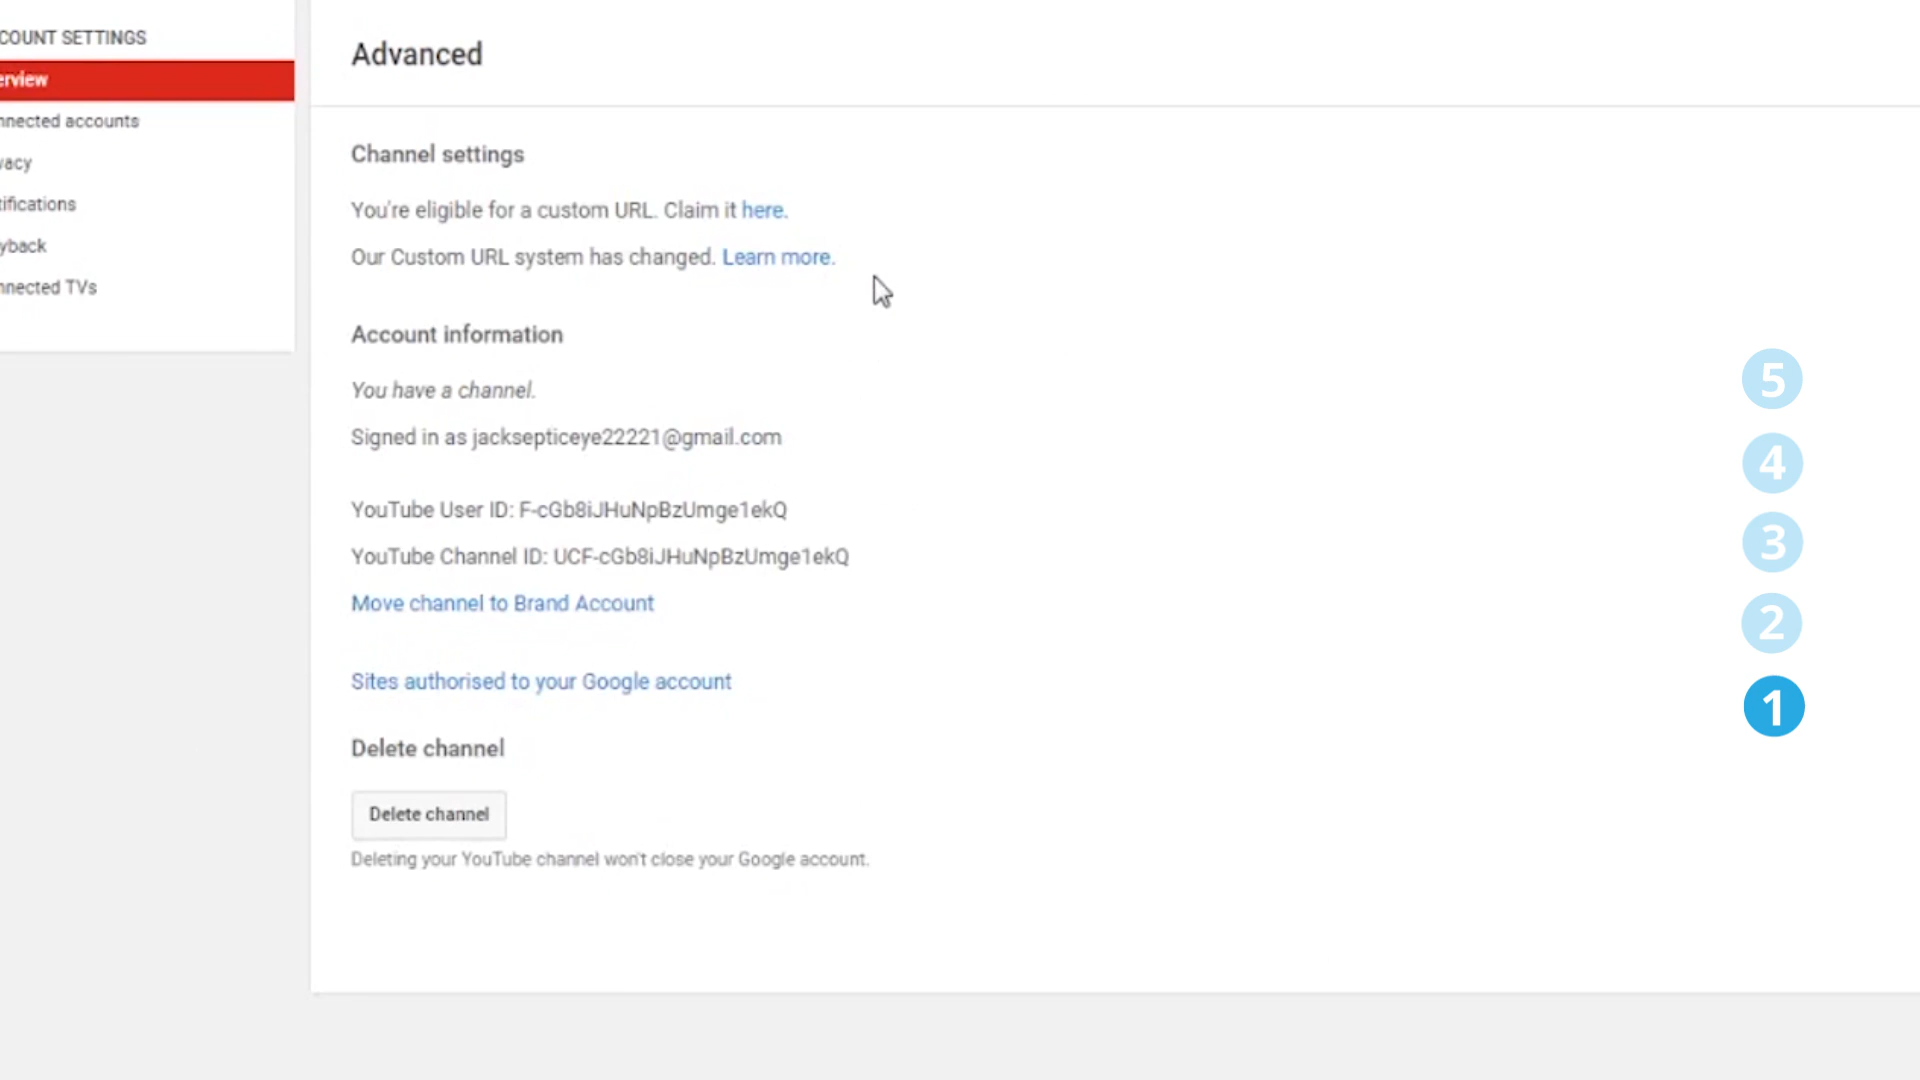 COUNT SETTINGS
erview
nnected accounts
vacy
tifications
yback
nnected TVs
Advanced
Channel settings
You're eligible for a custom URL. Claim it here.
Our Custom URL system has changed. Learn more.
Account information
You have a channel.
Signed in as jacksepticeye22221@gmail.com
YouTube User ID: F-cGb8iJHuNpBzUmge1ekQ
YouTube Channel ID: UCF-cGb8iJHuNpBzUmge1ekQ
Move channel to Brand Account
Sites authorised to your Google account
Delete channel
Delete channel
Deleting your YouTube channel won't close your Google account.
5
4
3
2
1